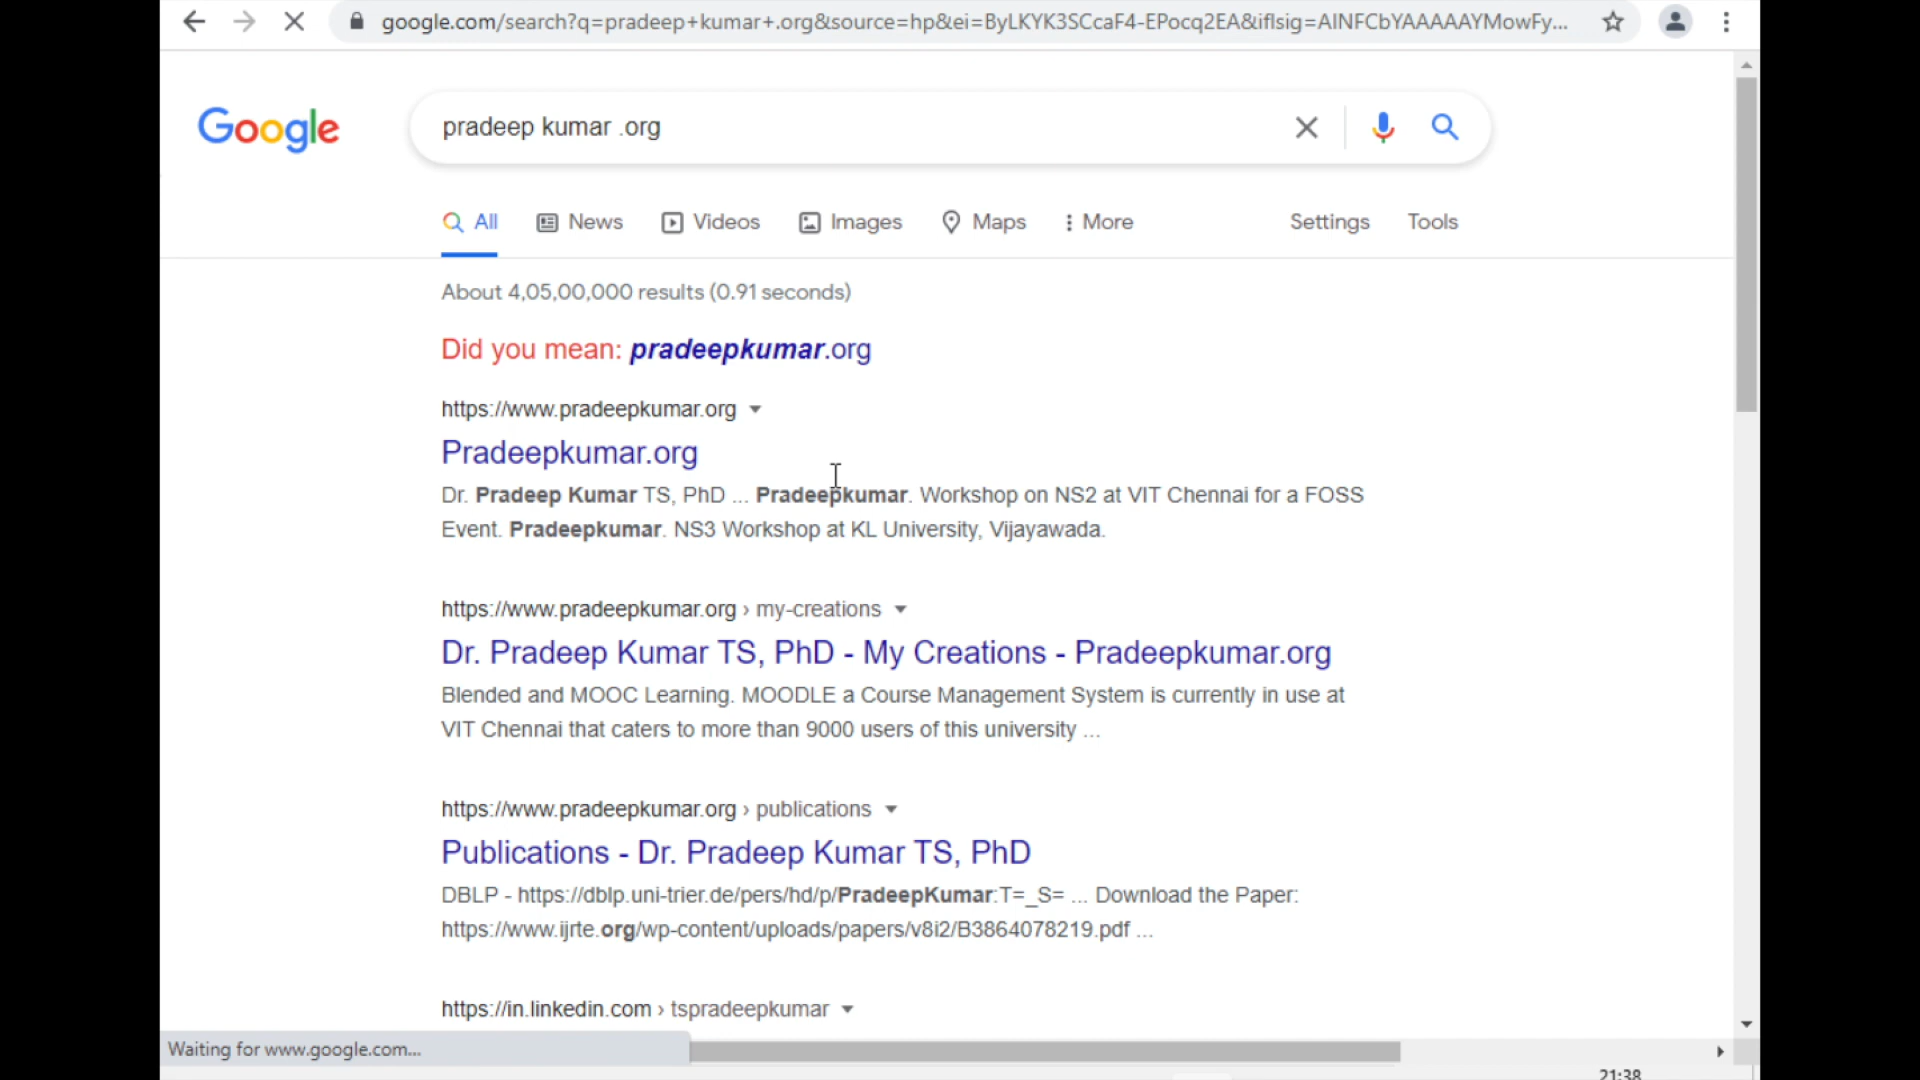 google.com/search?q=pradeep+kumar+.org&source=hp&ei=ByLKYK3SCcaF4-EPocq2EA&iflsig=AINFCbYAAAAAYMowFy...
Google
pradeep kumar .org
All News Videos Images Maps More Settings Tools
About 4,05,00,000 results (0.91 seconds)
Did you mean: pradeepkumar.org
https://www.pradeepkumar.org
Pradeepkumar.org
Dr. Pradeep Kumar TS, PhD ... Pradeepkumar. Workshop on NS2 at VIT Chennai for a FOSS
Event. Pradeepkumar. NS3 Workshop at KL University, Vijayawada.
https://www.pradeepkumar.org › my-creations
Dr. Pradeep Kumar TS, PhD - My Creations - Pradeepkumar.org
Blended and MOOC Learning. MOODLE a Course Management System is currently in use at
VIT Chennai that caters to more than 9000 users of this university ...
https://www.pradeepkumar.org › publications
Publications - Dr. Pradeep Kumar TS, PhD
DBLP - https://dblp.uni-trier.de/pers/hd/p/PradeepKumar:T=_S= ... Download the Paper:
https://www.ijrte.org/wp-content/uploads/papers/v8i2/B3864078219.pdf ...
https://in.linkedin.com › tspradeepkumar
Waiting for www.google.com...
21:38